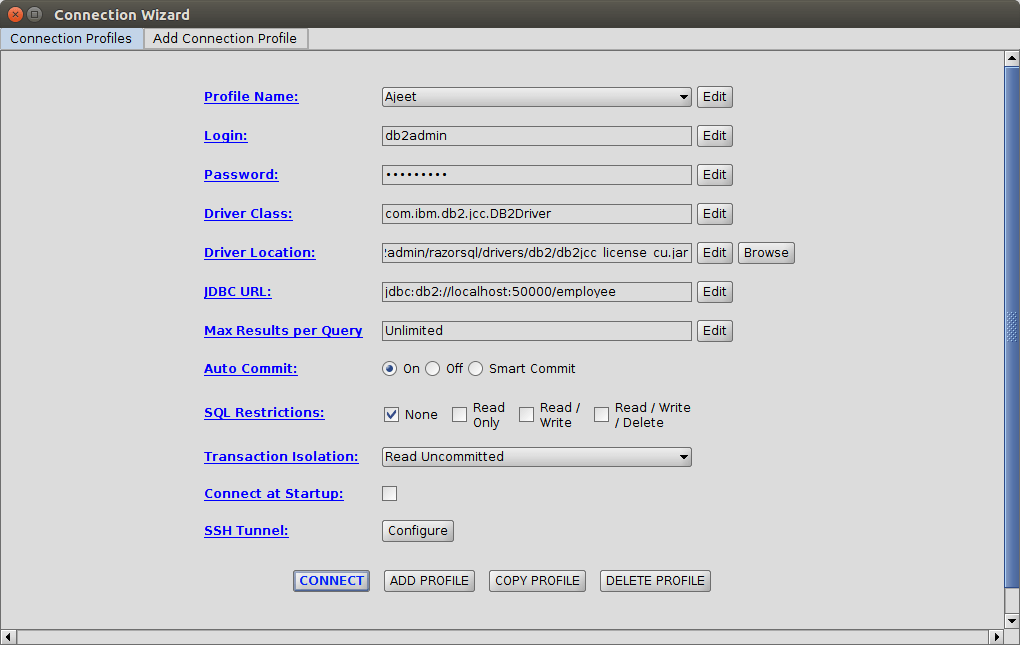 Connection Wizard
Connection Profiles Add Connection Profile
Profile Name: Ajeet Edit
Login: db2admin Edit
Password: ••••••••• Edit
Driver Class: com.ibm.db2.jcc.DB2Driver Edit
Driver Location: admin/razorsql/drivers/db2/db2jcc_license_cu.jar Edit Browse
JDBC URL: jdbc:db2://localhost:50000/employee Edit
Max Results per Query Unlimited Edit
Auto Commit: On Off Smart Commit
SQL Restrictions: None Read Only Read / Write Read / Write / Delete
Transaction Isolation: Read Uncommitted
Connect at Startup:
SSH Tunnel: Configure
CONNECT ADD PROFILE COPY PROFILE DELETE PROFILE